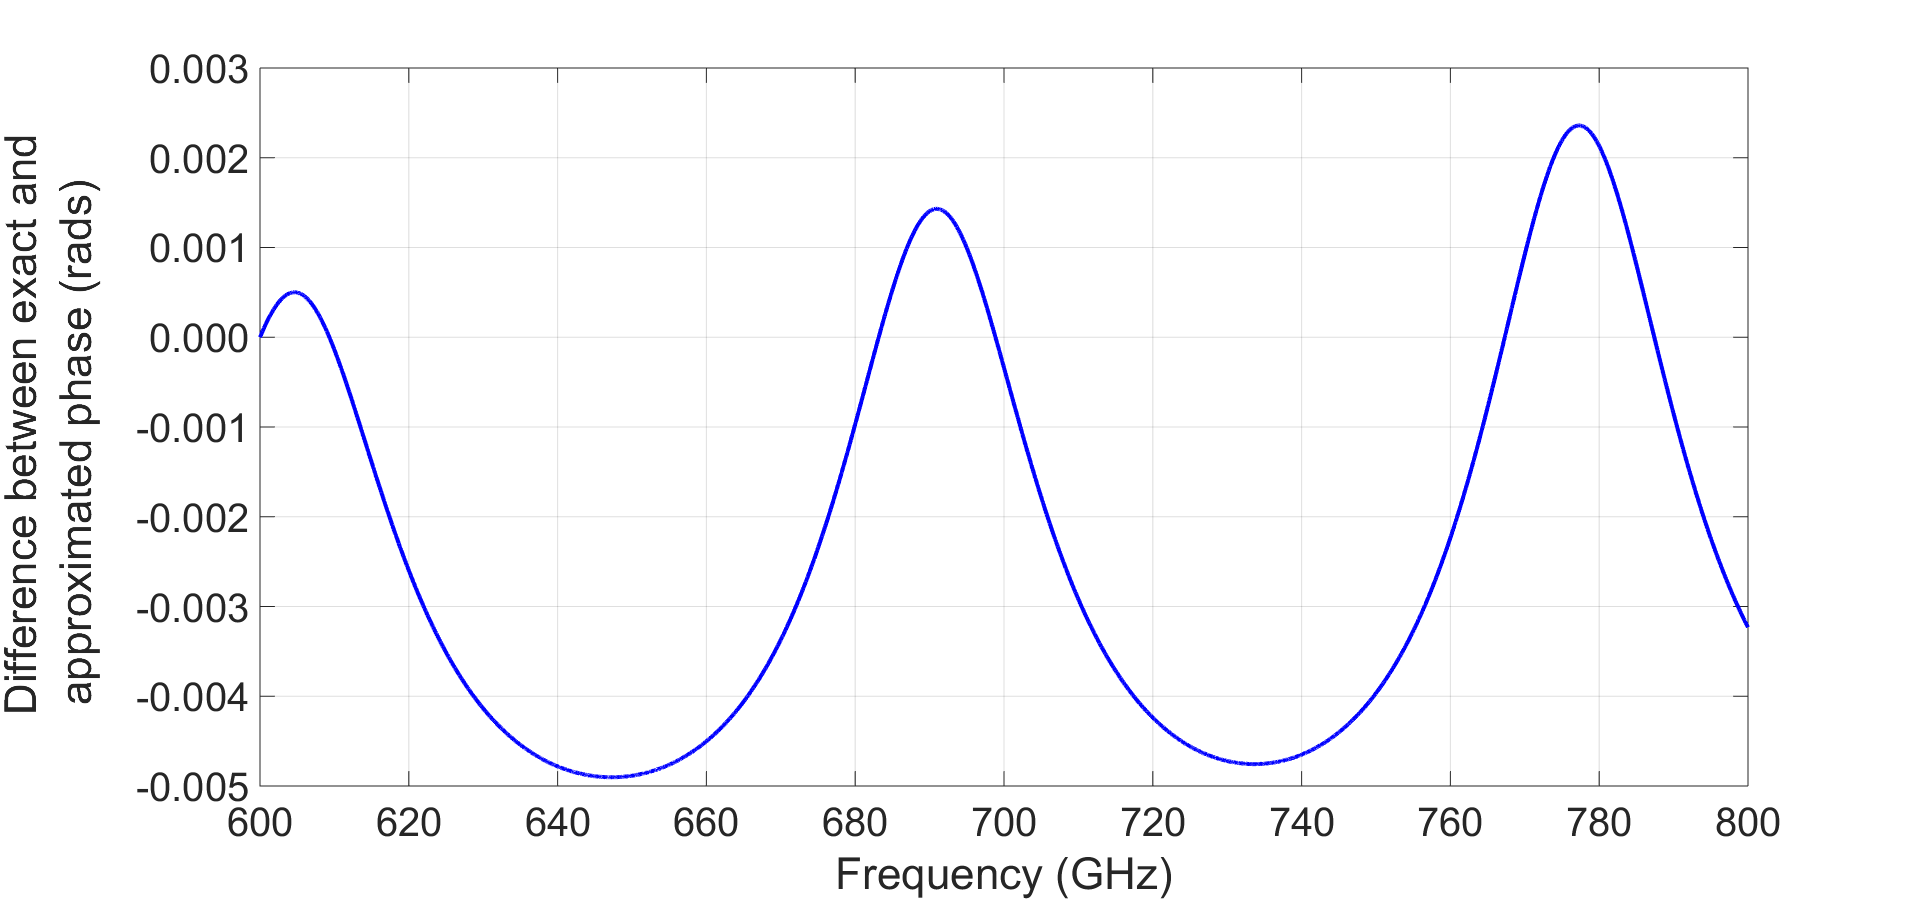 Difference between exact and
approximated phase (rads)
0.003
0.002
0.001
0.000
-0.001
-0.002
-0.003
-0.004
-0.005
600 620 640 660 680 700 720 740 760 780 800
Frequency (GHz)